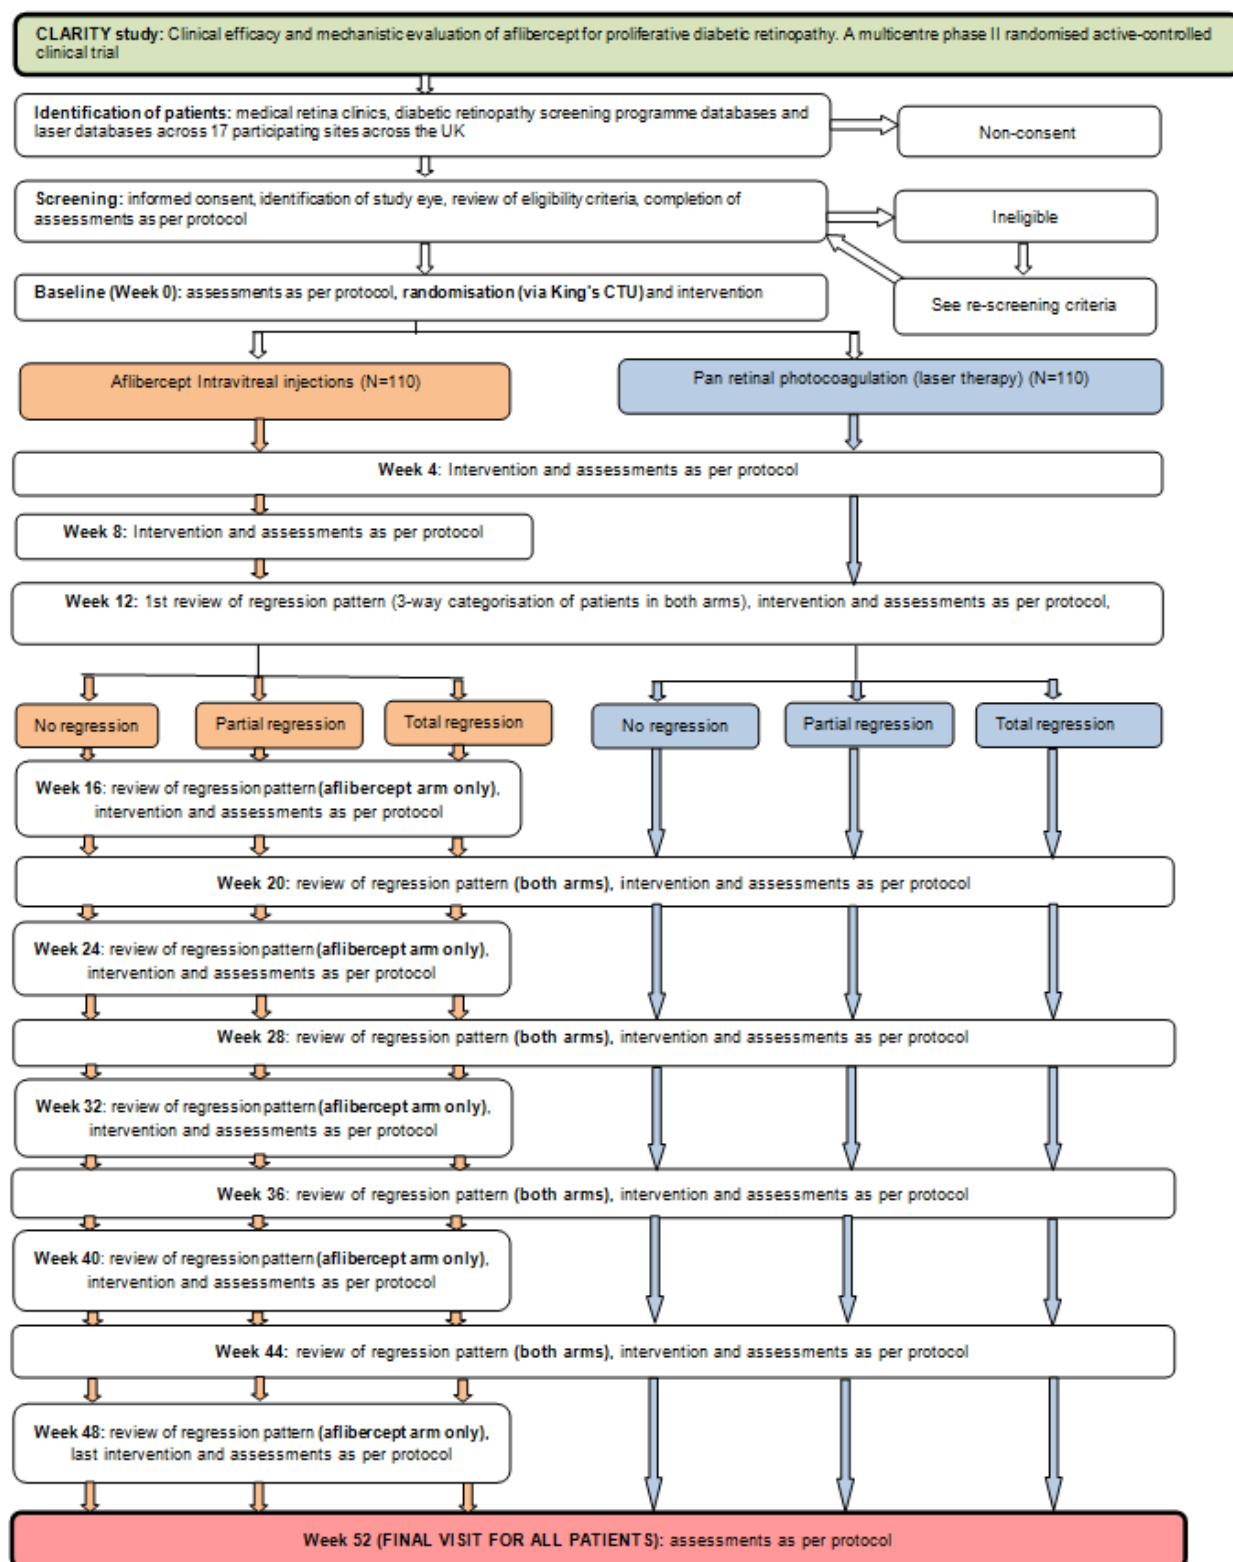 CLARITY study: Clinical efficacy and mechanistic evaluation of aflibercept for proliferative diabetic retinopathy. A multicentre phase II randomised active-controlled
clinical trial
Identification of patients: medical retina clinics, diabetic retinopathy screening programme databases and
laser databases across 17 participating sites across the UK
Non-consent
Screening: informed consent, identification of study eye, review of eligibility criteria, completion of
assessments as per protocol
Ineligible
Baseline (Week 0): assessments as per protocol, randomisation (via King's CTU) and intervention
See re-screening criteria
Aflibercept Intravitreal injections (N=110)
Pan retinal photocoagulation (laser therapy) (N=110)
Week 4: Intervention and assessments as per protocol
Week 8: Intervention and assessments as per protocol
Week 12: 1st review of regression pattern (3-way categorisation of patients in both arms), intervention and assessments as per protocol,
No regression
Partial regression
Total regression
No regression
Partial regression
Total regression
Week 16: review of regression pattern (aflibercept arm only),
intervention and assessments as per protocol
Week 20: review of regression pattern (both arms), intervention and assessments as per protocol
Week 24: review of regression pattern (aflibercept arm only),
intervention and assessments as per protocol
Week 28: review of regression pattern (both arms), intervention and assessments as per protocol
Week 32: review of regression pattern (aflibercept arm only),
intervention and assessments as per protocol
Week 36: review of regression pattern (both arms), intervention and assessments as per protocol
Week 40: review of regression pattern (aflibercept arm only),
intervention and assessments as per protocol
Week 44: review of regression pattern (both arms), intervention and assessments as per protocol
Week 48: review of regression pattern (aflibercept arm only),
last intervention and assessments as per protocol
Week 52 (FINAL VISIT FOR ALL PATIENTS): assessments as per protocol